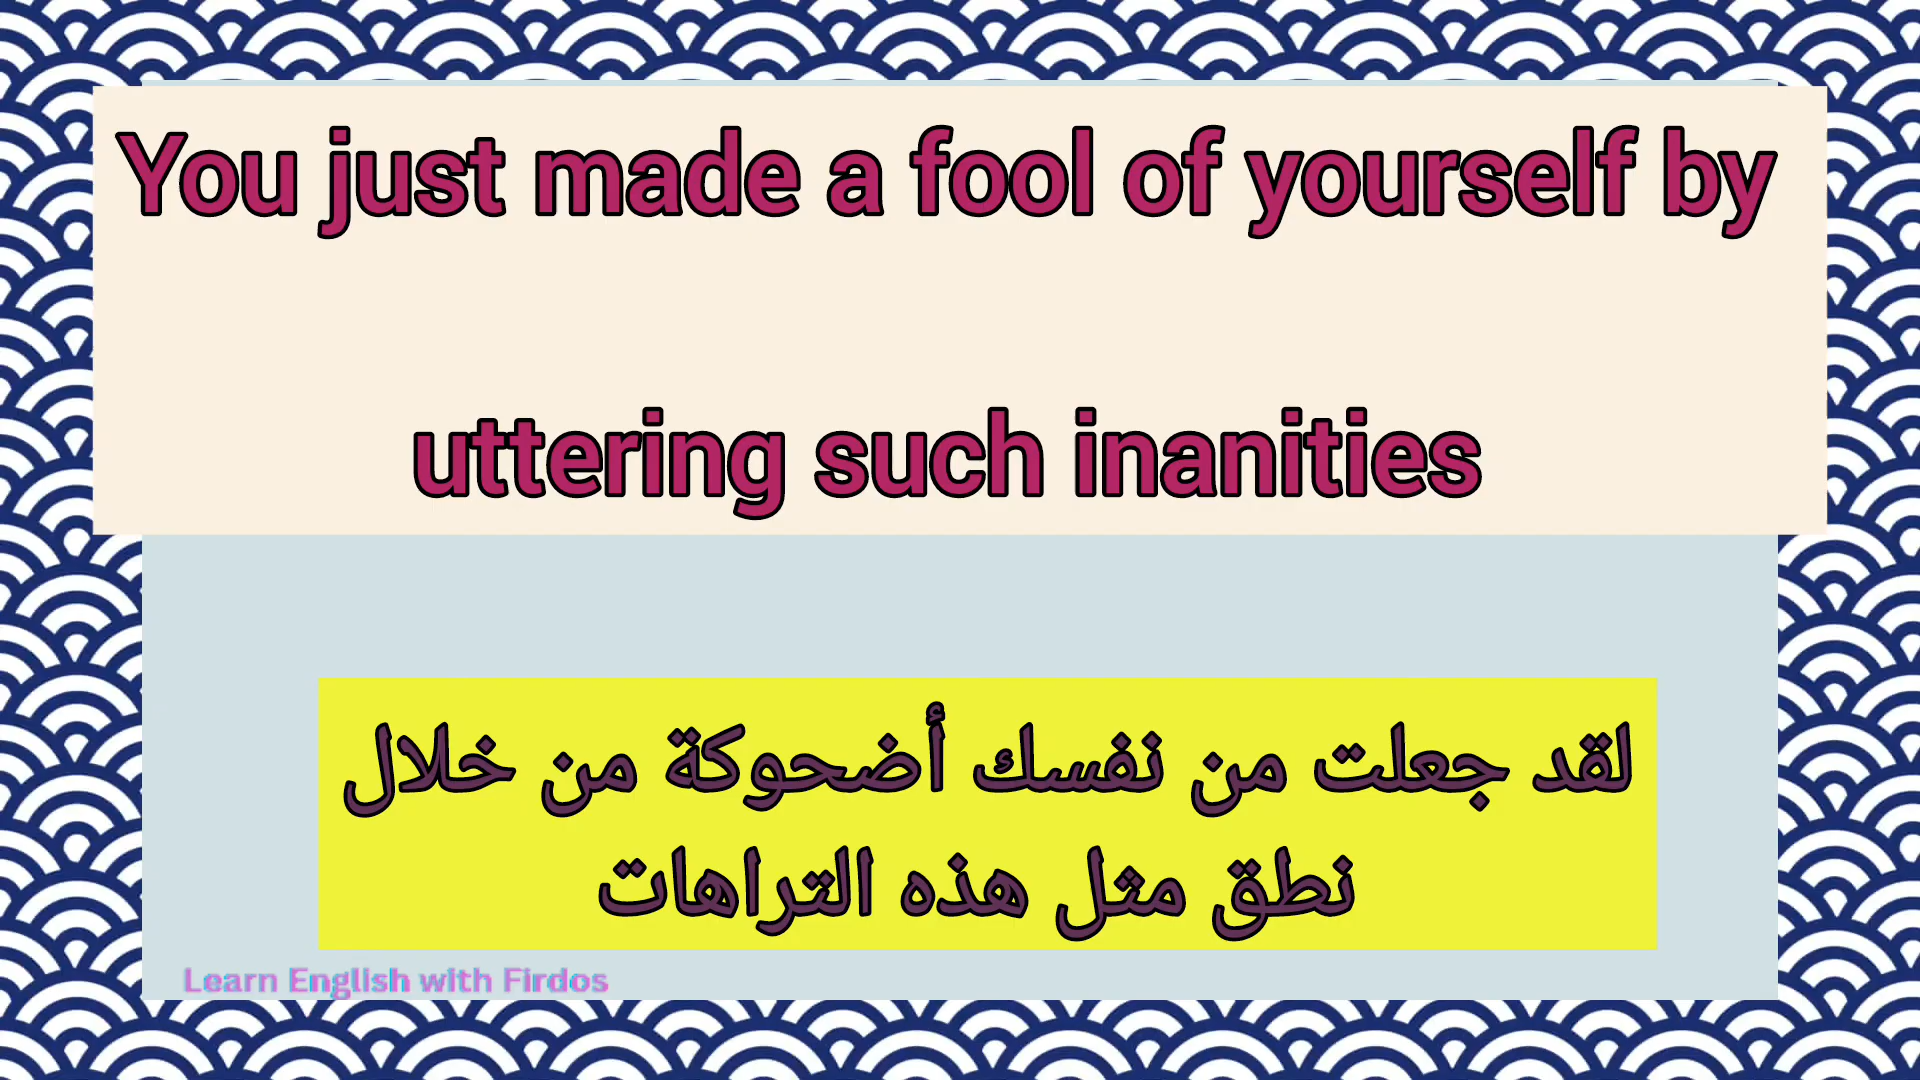 You just made a fool of yourself by
uttering such inanities
لقد جعلت من نفسك أضحوكة من خلال
نطق مثل هذه التراهات
Learn English with Firdos